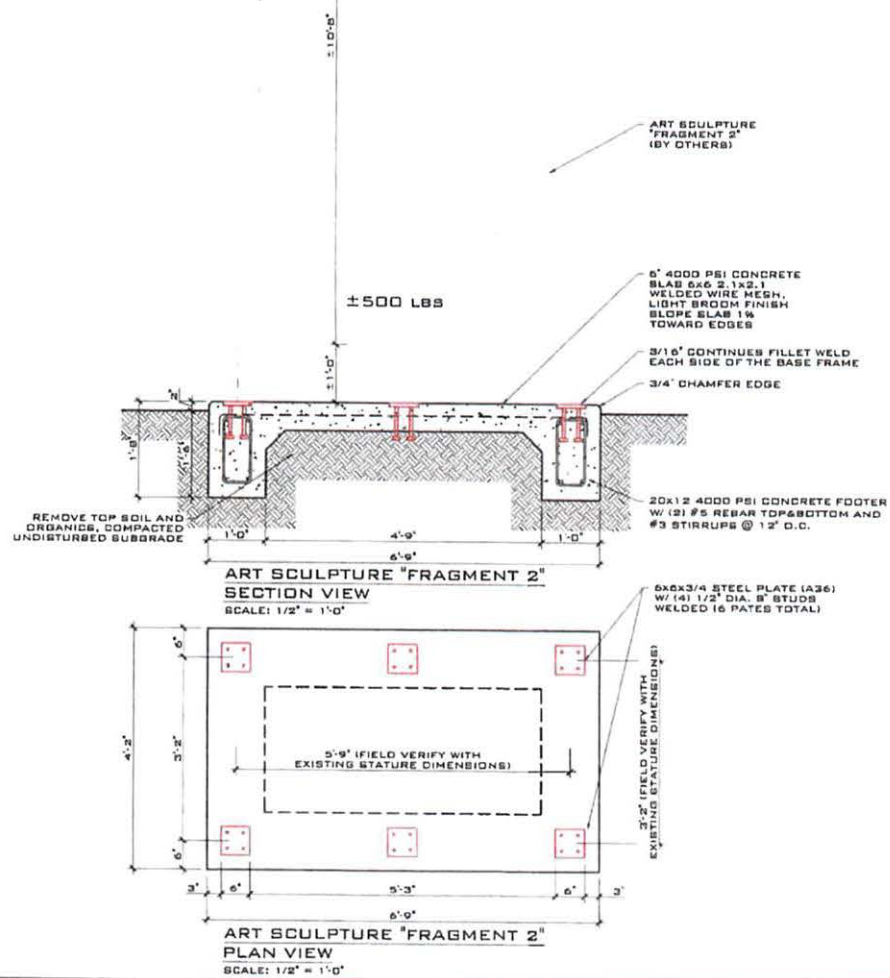 ±10'-8"
ART SCULPTURE
"FRAGMENT 2"
(BY OTHERS)
6" 4000 PSI CONCRETE
SLAB 6X6 2.1X2.1
WELDED WIRE MESH,
LIGHT BROOM FINISH
SLOPE SLAB 1%
TOWARD EDGES
±500 LBS
3/16" CONTINUES FILLET WELD
EACH SIDE OF THE BASE FRAME
±1'-0"
3/4" CHAMFER EDGE
2"
1'-8"
1'-6"
20X12 4000 PSI CONCRETE FOOTER
W/ (2) #5 REBAR TOP&BOTTOM AND
#3 STIRRUPS @ 12" O.C.
REMOVE TOP SOIL AND
ORGANICS, COMPACTED
UNDISTURBED SUBGRADE
1'-0"
4'-9"
1'-0"
6'-9"
ART SCULPTURE "FRAGMENT 2"
SECTION VIEW
SCALE: 1/2" = 1'-0"
6X6X3/4 STEEL PLATE (A36)
W/ (4) 1/2" DIA. 8" STUDS
WELDED (6 PATES TOTAL)
6"
4'-2"
3'-2"
6"
5'-9" (FIELD VERIFY WITH
EXISTING STATURE DIMENSIONS)
3'-2" (FIELD VERIFY WITH
EXISTING STATURE DIMENSIONS)
3"
6"
5'-3"
6"
3"
6'-9"
ART SCULPTURE "FRAGMENT 2"
PLAN VIEW
SCALE: 1/2" = 1'-0"